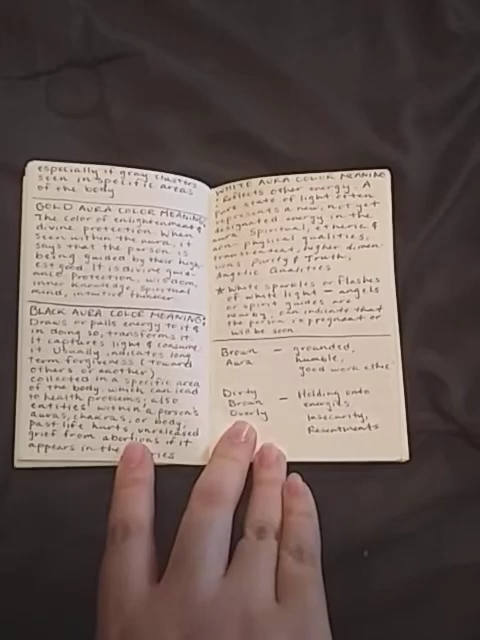 especially if gray clusters
seen in specific areas
of the body
GOLD AURA COLOR MEANING:
The color of enlightenment &
divine protection. When
seen within the aura, it
says that the person is
being guided by their high-
est good. It is divine guid-
ance. Protection, wisdom,
inner knowledge, spiritual
mind, intuitive thinker
BLACK AURA COLOR MEANING:
Draws or pulls energy to it &
in doing so, transforms it.
It captures light & consumes
it. Usually indicates long
term forgiveness (toward
others or another)
collected in a specific area
of the body, which can lead
to health problems; also
entities within a person's
aura, chakras, or body,
past life hurts, unreleased
grief from abortions if it
appears in the
WHITE AURA COLOR MEANING
: Reflects other energy. A
pure state of light. Often
represents a new, not yet
designated energy in the
aura. Spiritual, etheric &
non-physical qualities,
transcendent, higher dimen-
sions. Purity & Truth,
Angelic Qualities
* White sparkles or flashes
of white light – angels
or spirit guides are
nearby, can indicate that
the person is pregnant or
will be soon
Brown – grounded,
Aura humble,
good work ethic
Dirty – Holding onto
Brown energies
Overly Insecurity,
Resentments